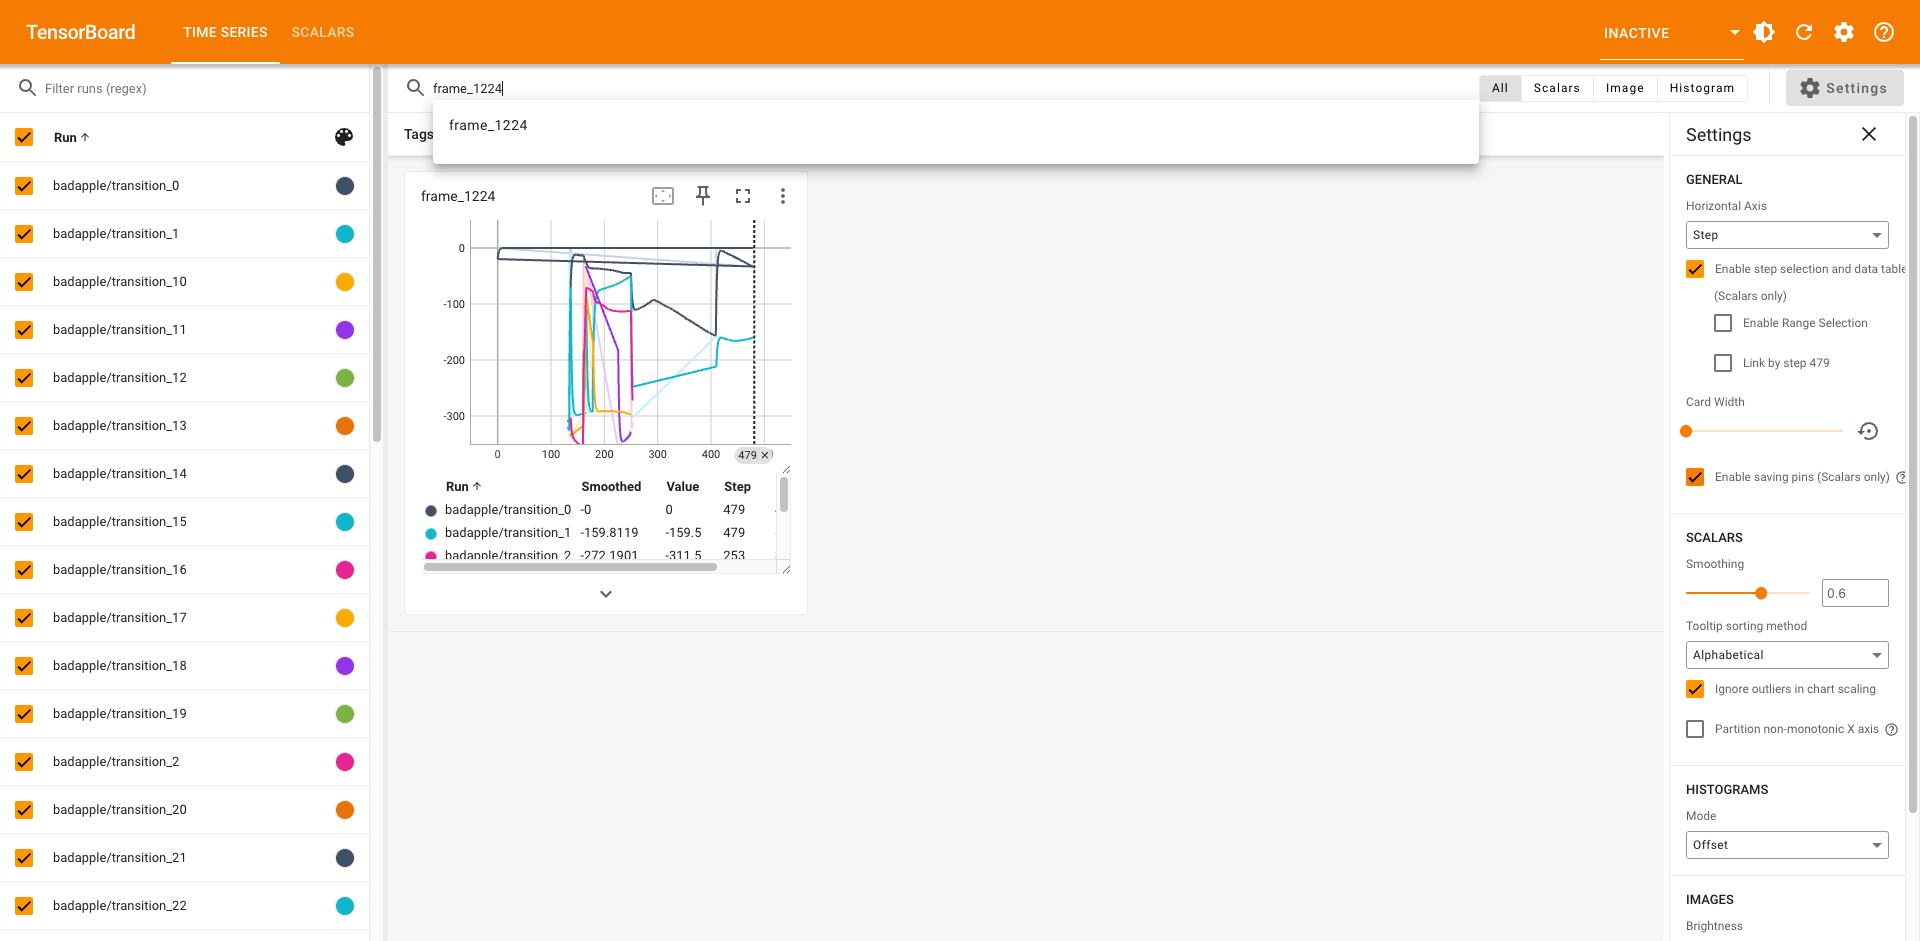 TensorBoard
TIME SERIES
SCALARS
INACTIVE
Filter runs (regex)
frame_1224
All
Scalars
Image
Histogram
Settings
Run
badapple/transition_0
badapple/transition_1
badapple/transition_10
badapple/transition_11
badapple/transition_12
badapple/transition_13
badapple/transition_14
badapple/transition_15
badapple/transition_16
badapple/transition_17
badapple/transition_18
badapple/transition_19
badapple/transition_2
badapple/transition_20
badapple/transition_21
badapple/transition_22
Tags
frame_1224
frame_1224
0
-100
-200
-300
0 100 200 300 400 479
Run Smoothed Value Step
badapple/transition_0 -0 0 479
badapple/transition_1 -159.8119 -159.5 479
badapple/transition_2 -272.1901 -311.5 253
Settings
GENERAL
Horizontal Axis
Step
Enable step selection and data table
(Scalars only)
Enable Range Selection
Link by step 479
Card Width
Enable saving pins (Scalars only)
SCALARS
Smoothing
0.6
Tooltip sorting method
Alphabetical
Ignore outliers in chart scaling
Partition non-monotonic X axis
HISTOGRAMS
Mode
Offset
IMAGES
Brightness